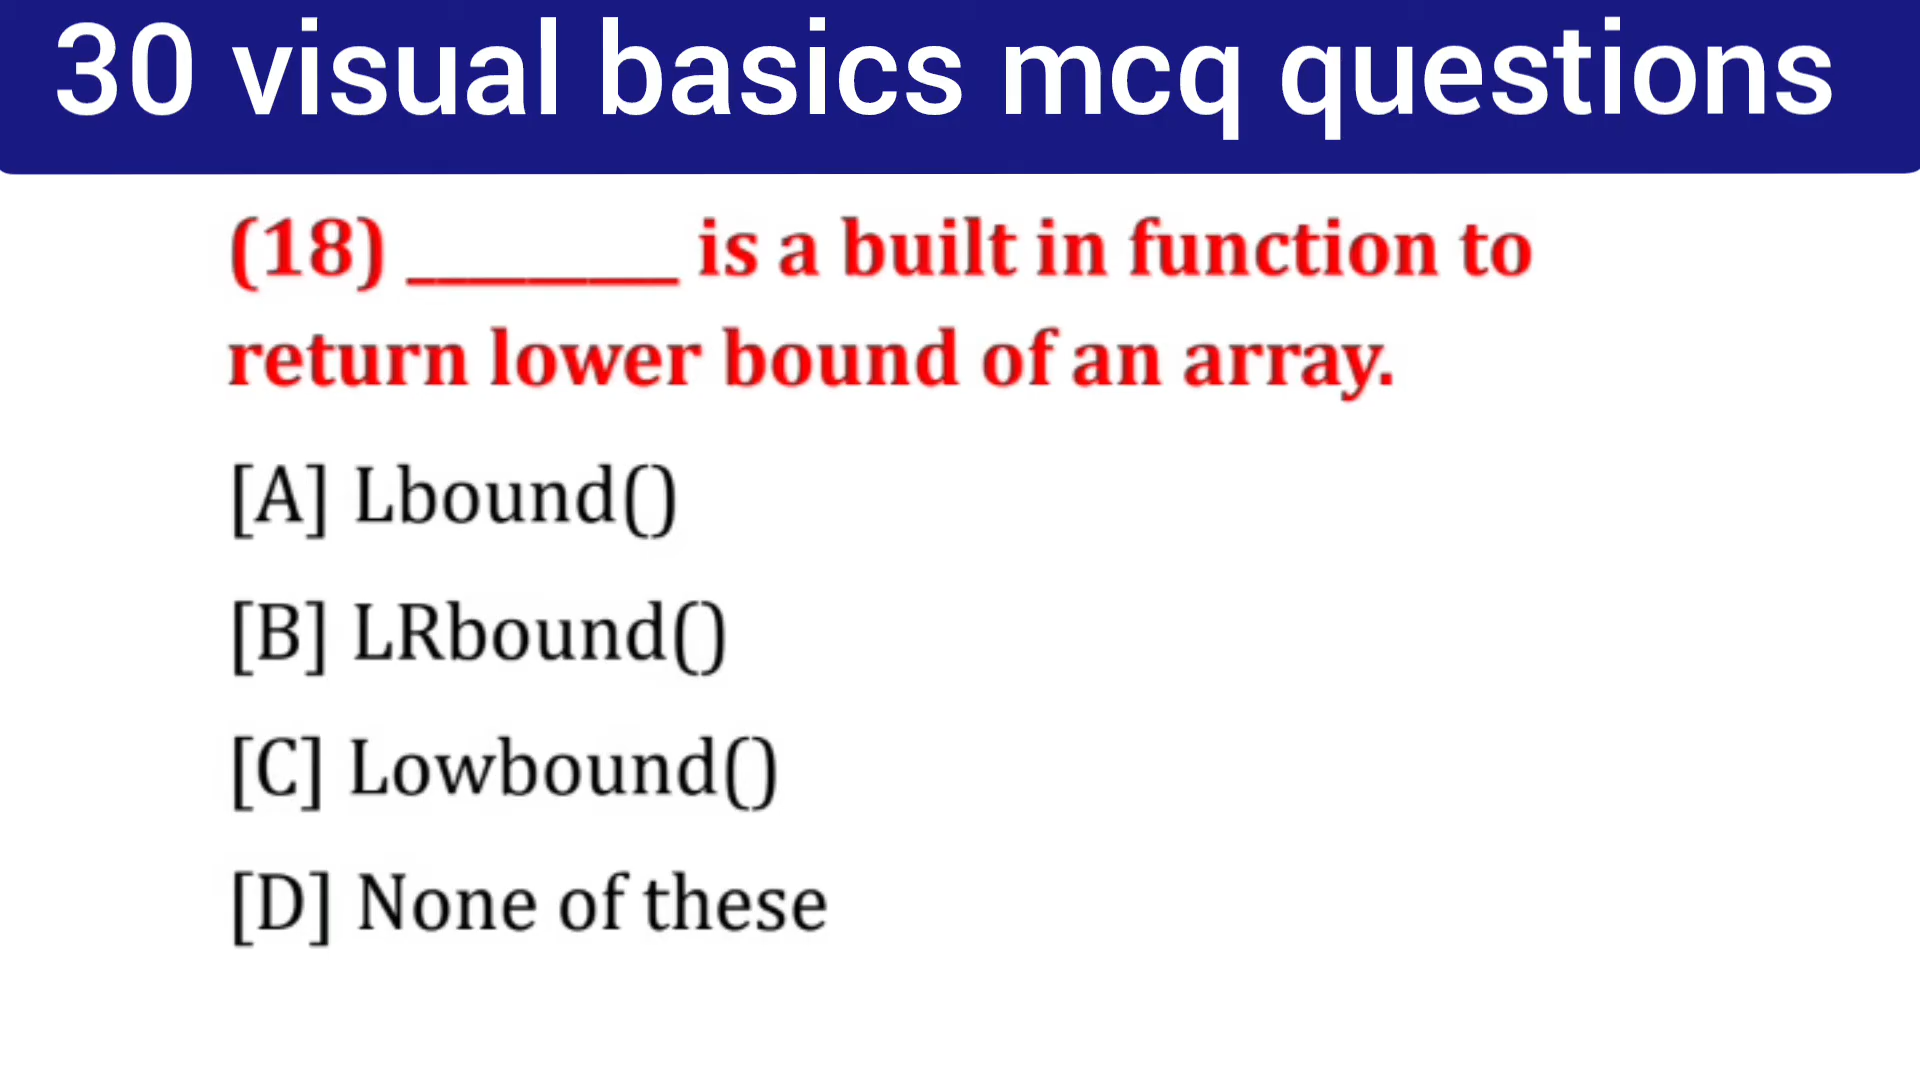 30 visual basics mcq questions
(18) _________ is a built in function to
return lower bound of an array.
[A] Lbound()
[B] LRbound()
[C] Lowbound()
[D] None of these